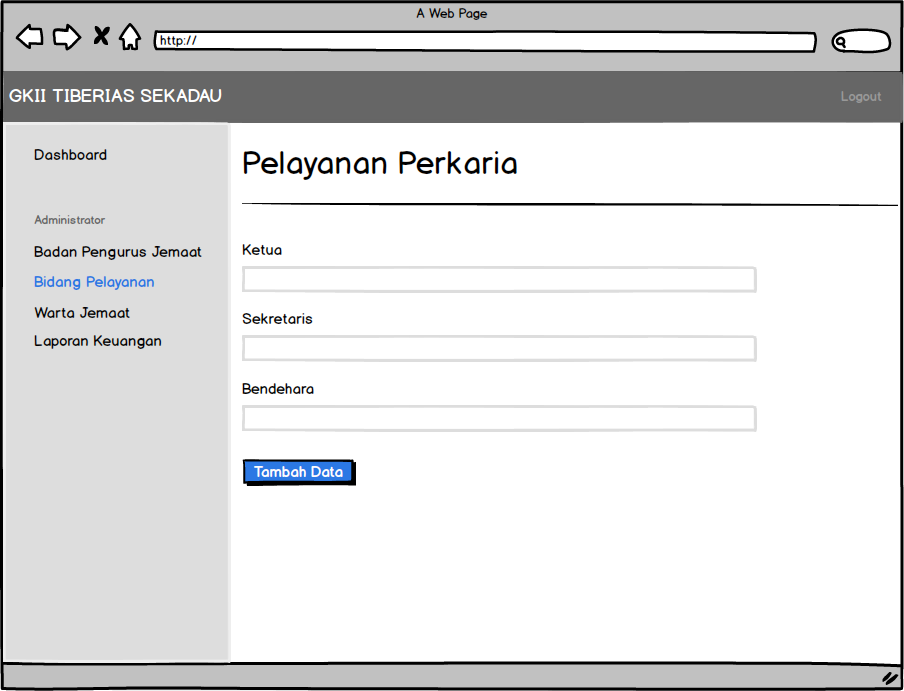 A Web Page
http://
GKII TIBERIAS SEKADAU
Logout
Dashboard
Administrator
Badan Pengurus Jemaat
Bidang Pelayanan
Warta Jemaat
Laporan Keuangan
Pelayanan Perkaria
Ketua
Sekretaris
Bendehara
Tambah Data